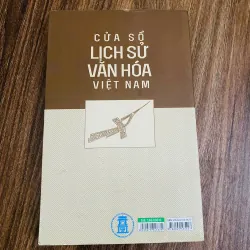 CỬA SỔ
LỊCH SỬ
VĂN HÓA
VIỆT NAM